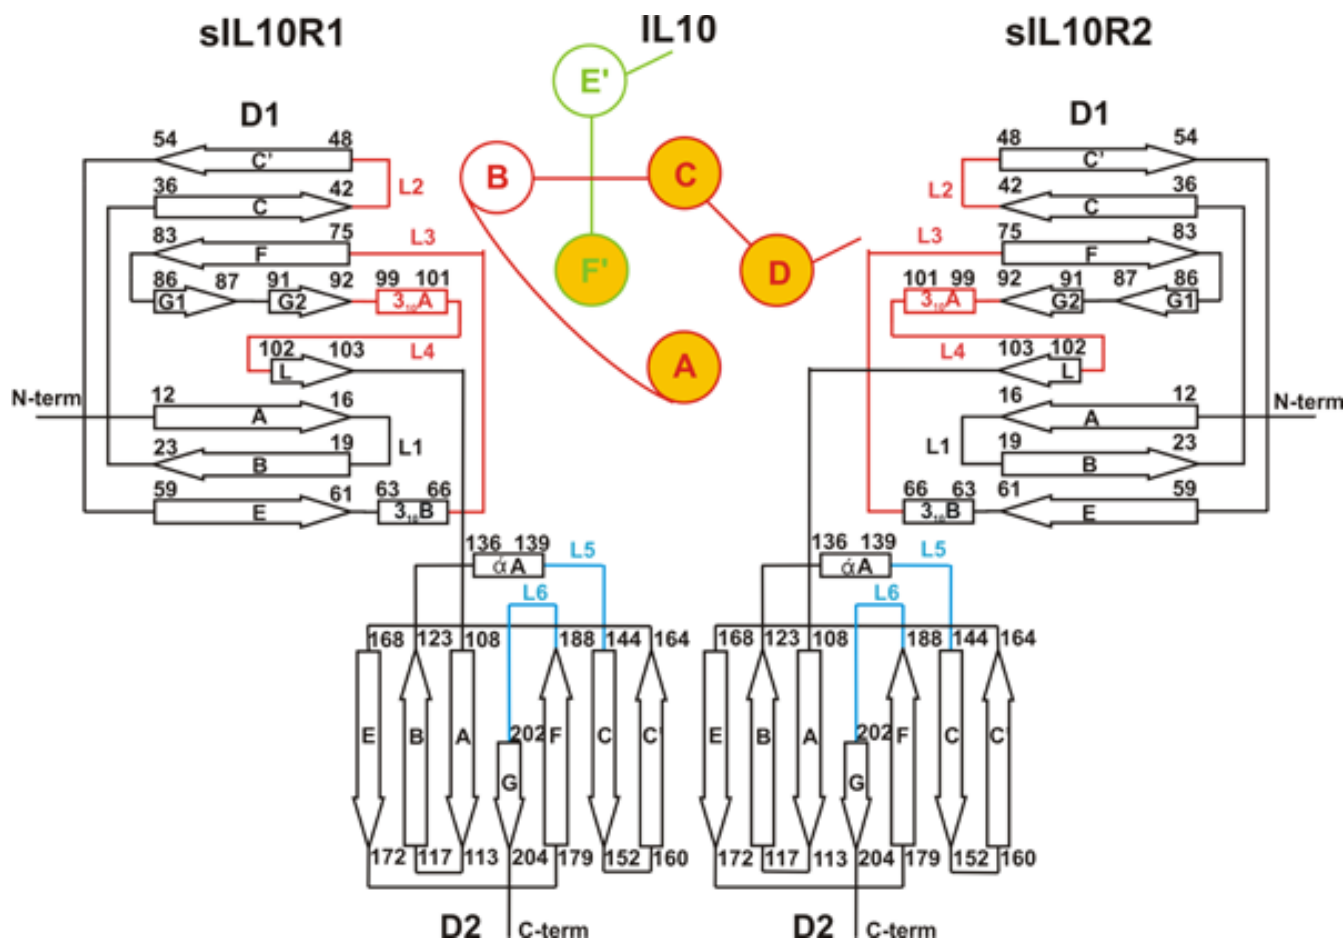 sIL10R1 IL10 sIL10R2
E'
D1 D1
54 48 48 54
C' B C C'
36 42 L2 L2 42 36
C C
83 75 L3 L3 75 83
F F' D F
86 87 91 92 99 101 101 99 92 91 87 86
G1 G2 3₁₀A 3₁₀A G2 G1
102 103 L4 L4 103 102
L A L
N-term 12 16 16 12 N-term
A A
23 19 L1 L1 19 23
B B
59 61 63 66 66 63 61 59
E 3₁₀B 3₁₀B E
136 139 L5 136 139 L5
άA άA
L6 L6
168 123 108 188 144 164 168 123 108 188 144 164
E B A 202 F C C' E B A 202 F C C'
G G
172 117 113 204 179 152 160 172 117 113 204 179 152 160
D2 C-term D2 C-term